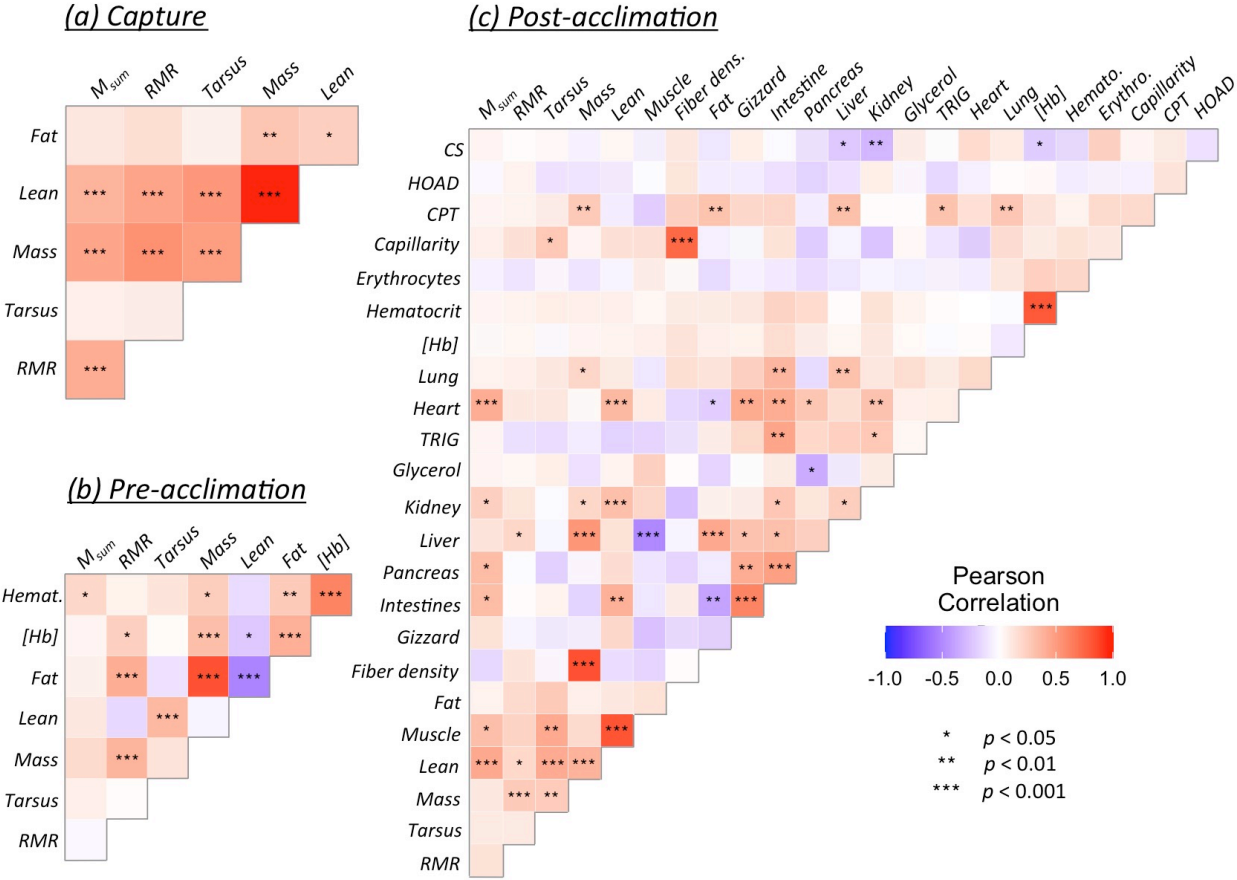 (a) Capture
M sum RMR Tarsus Mass Lean
Fat ** *
Lean *** *** *** ***
Mass *** *** ***
Tarsus
RMR ***
(b) Pre-acclimation
M sum RMR Tarsus Mass Lean Fat [Hb]
Hemat. * * ** ***
[Hb] * *** * ***
Fat *** *** ***
Lean ***
Mass ***
Tarsus
RMR
(c) Post-acclimation
M sum RMR Tarsus Mass Lean Muscle Fiber dens. Fat Gizzard Intestine Pancreas Liver Kidney Glycerol TRIG Heart Lung [Hb] Hemato. Erythro. Capillarity CPT HOAD
CS * ** *
HOAD
CPT ** ** ** * **
Capillarity * ***
Erythrocytes
Hematocrit ***
[Hb]
Lung * ** **
Heart *** *** * ** ** * **
TRIG ** *
Glycerol *
Kidney * * *** * *
Liver * *** *** *** * *
Pancreas * ** ***
Intestines * ** ** ***
Gizzard
Fiber density ***
Fat
Muscle * ** ***
Lean *** * *** ***
Mass *** **
Tarsus
RMR
Pearson
Correlation
-1.0 -0.5 0.0 0.5 1.0
* p < 0.05
** p < 0.01
*** p < 0.001